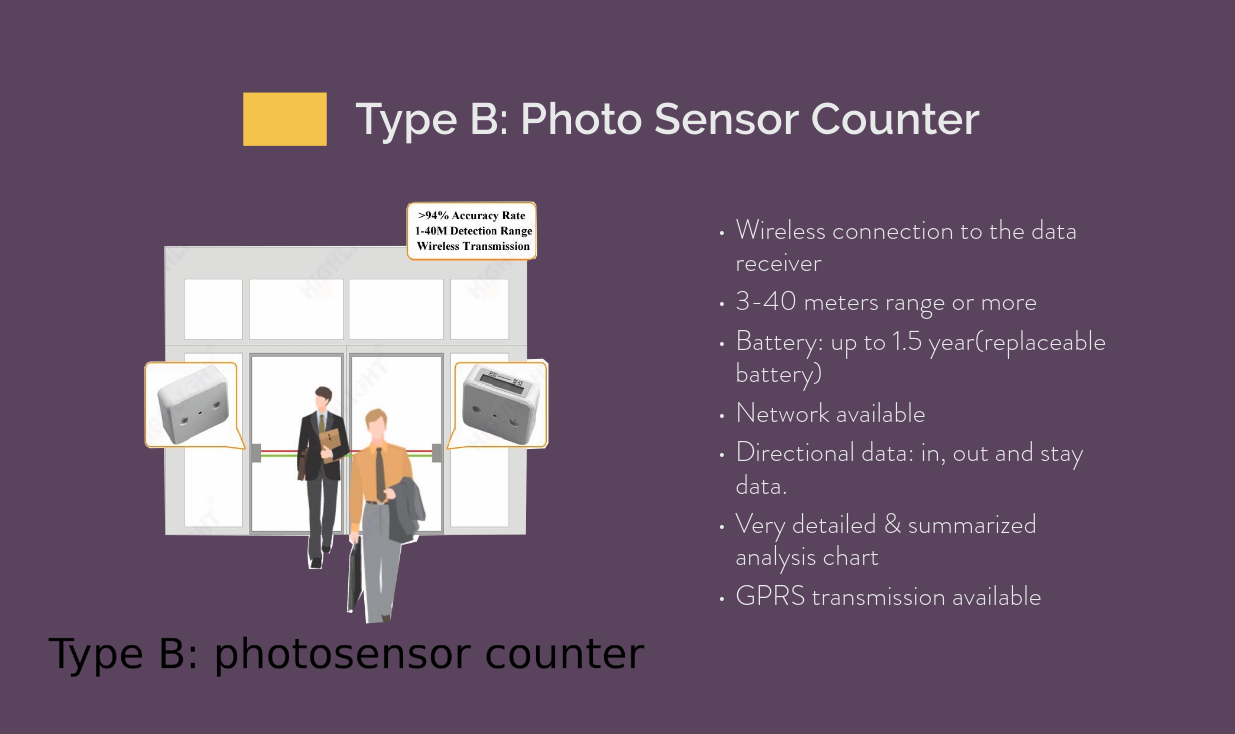 Type B: Photo Sensor Counter
>94% Accuracy Rate
1-40M Detection Range
Wireless Transmission
• Wireless connection to the data
receiver
• 3-40 meters range or more
• Battery: up to 1.5 year(replaceable
battery)
• Network available
• Directional data: in, out and stay
data.
• Very detailed & summarized
analysis chart
• GPRS transmission available
Type B: photosensor counter